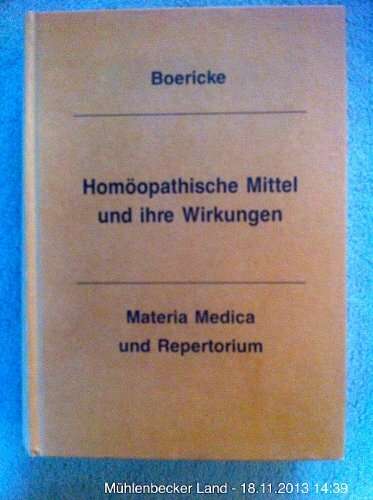 Boericke
Homöopathische Mittel
und ihre Wirkungen
Materia Medica
und Repertorium
Mühlenbecker Land - 18.11.2013 14:39